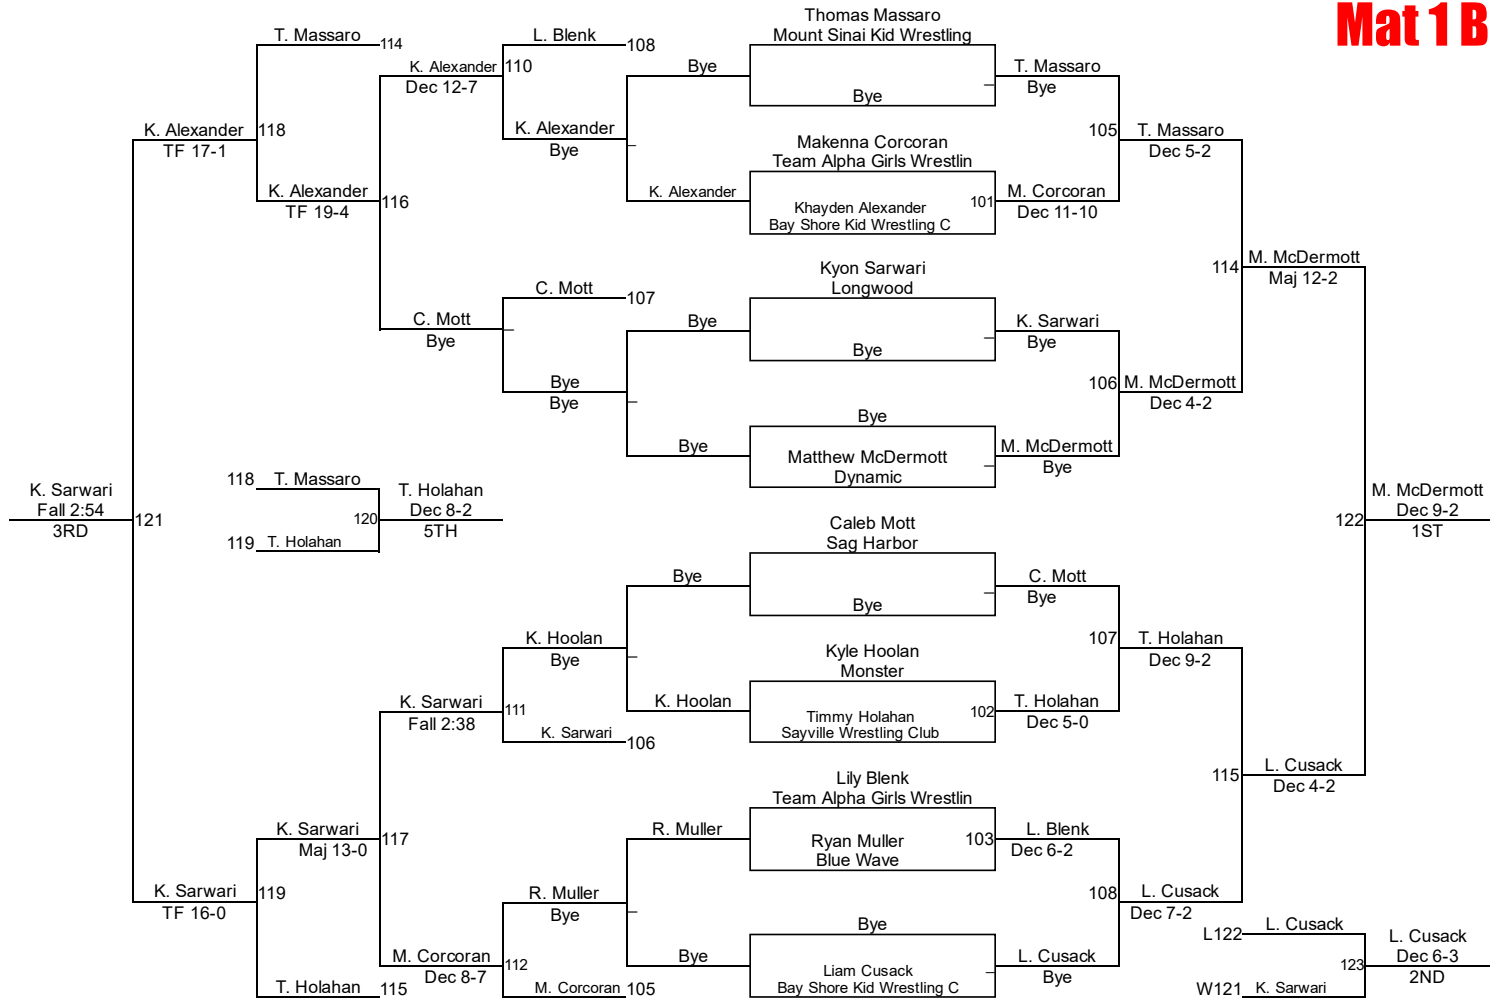 Mat 1 B
Thomas Massaro
Mount Sinai Kid Wrestling
Bye
T. Massaro
Bye
Makenna Corcoran
Team Alpha Girls Wrestlin
Khayden Alexander
Bay Shore Kid Wrestling C
101
M. Corcoran
Dec 11-10
105
T. Massaro
Dec 5-2
Kyon Sarwari
Longwood
Bye
K. Sarwari
Bye
Bye
Matthew McDermott
Dynamic
M. McDermott
Bye
106
M. McDermott
Dec 4-2
114
M. McDermott
Maj 12-2
Caleb Mott
Sag Harbor
Bye
C. Mott
Bye
Kyle Hoolan
Monster
Timmy Holahan
Sayville Wrestling Club
102
T. Holahan
Dec 5-0
107
T. Holahan
Dec 9-2
Lily Blenk
Team Alpha Girls Wrestlin
Ryan Muller
Blue Wave
103
L. Blenk
Dec 6-2
Bye
Liam Cusack
Bay Shore Kid Wrestling C
L. Cusack
Bye
108
L. Cusack
Dec 7-2
115
L. Cusack
Dec 4-2
122
M. McDermott
Dec 9-2
1ST
L122
L. Cusack
W121
K. Sarwari
123
L. Cusack
Dec 6-3
2ND
Bye
K. Alexander
K. Alexander
Bye
L. Blenk
108
110
K. Alexander
Dec 12-7
Bye
Bye
Bye
Bye
C. Mott
107
C. Mott
Bye
116
K. Alexander
TF 19-4
T. Massaro
114
118
K. Alexander
TF 17-1
118
T. Massaro
119
T. Holahan
120
T. Holahan
Dec 8-2
5TH
Bye
K. Hoolan
K. Hoolan
Bye
K. Sarwari
106
111
K. Sarwari
Fall 2:38
R. Muller
Bye
R. Muller
Bye
M. Corcoran
105
112
M. Corcoran
Dec 8-7
117
K. Sarwari
Maj 13-0
T. Holahan
115
119
K. Sarwari
TF 16-0
121
K. Sarwari
Fall 2:54
3RD